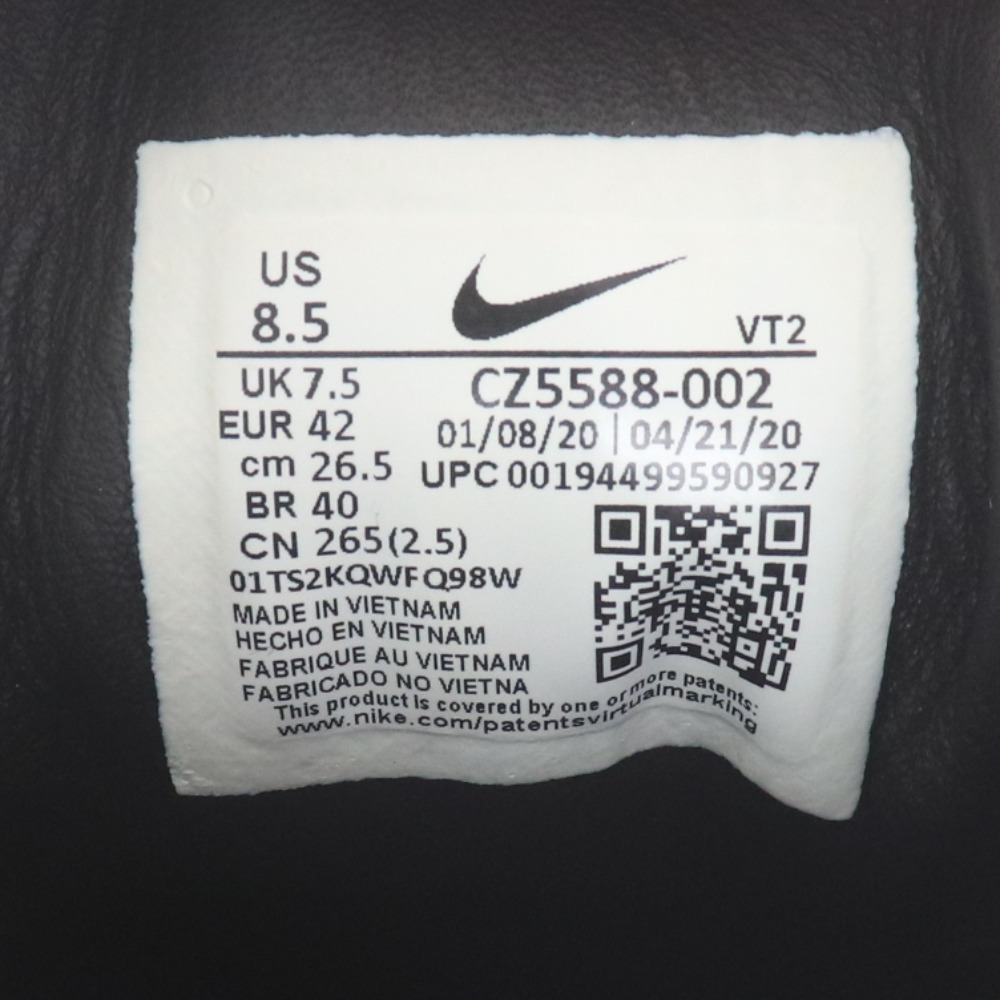 US
8.5
VT2
UK 7.5
CZ5588-002
EUR 42
01/08/20 | 04/21/20
cm 26.5
UPC 00194499590927
BR 40
CN 265(2.5)
01TS2KQWFQ98W
MADE IN VIETNAM
HECHO EN VIETNAM
FABRIQUE AU VIETNAM
FABRICADO NO VIETNA
This product is covered by one or more patents:
www.nike.com/patentsvirtualmarking